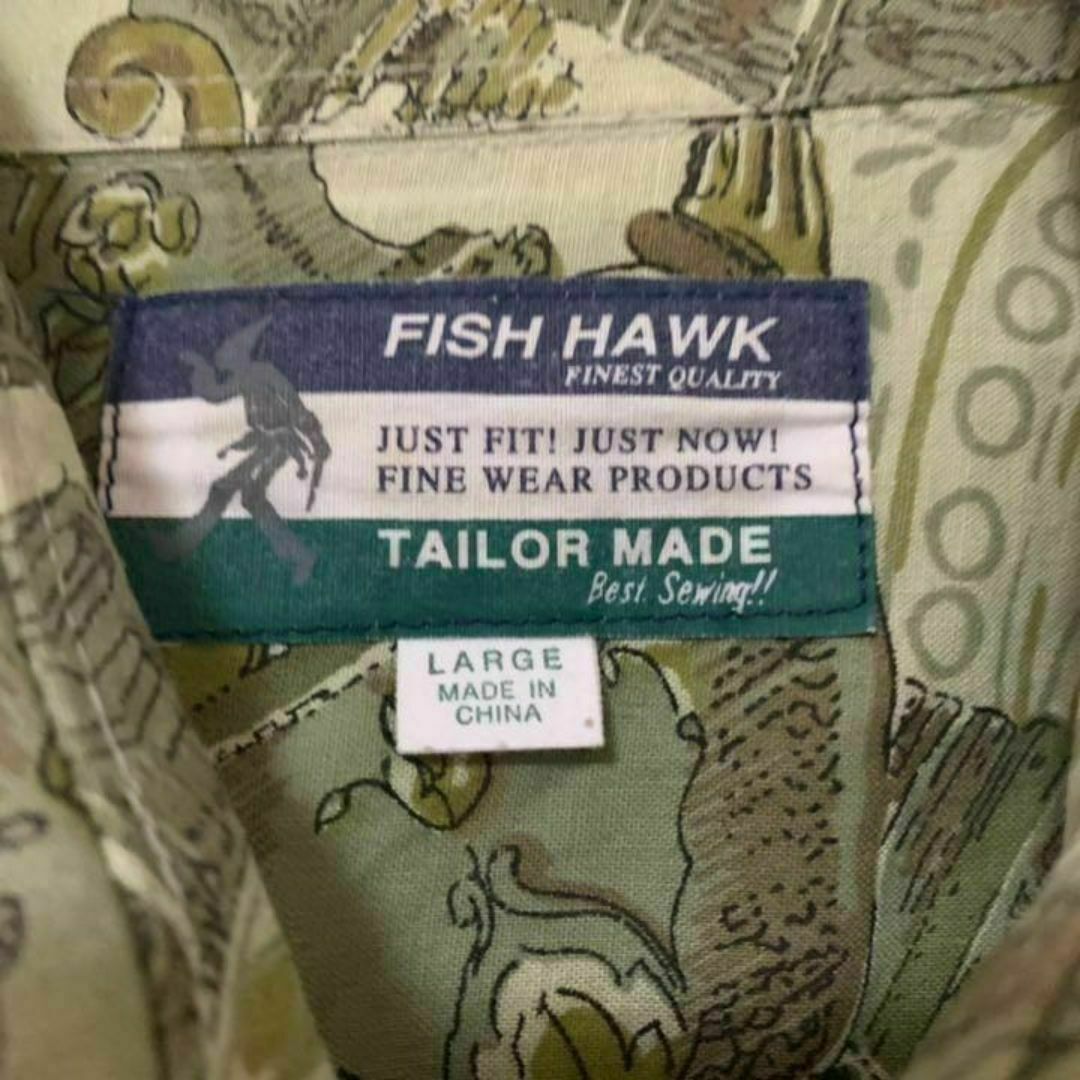 FISH HAWK
FINEST QUALITY
JUST FIT! JUST NOW!
FINE WEAR PRODUCTS
TAILOR MADE
Best. Sewing!!
LARGE
MADE IN
CHINA